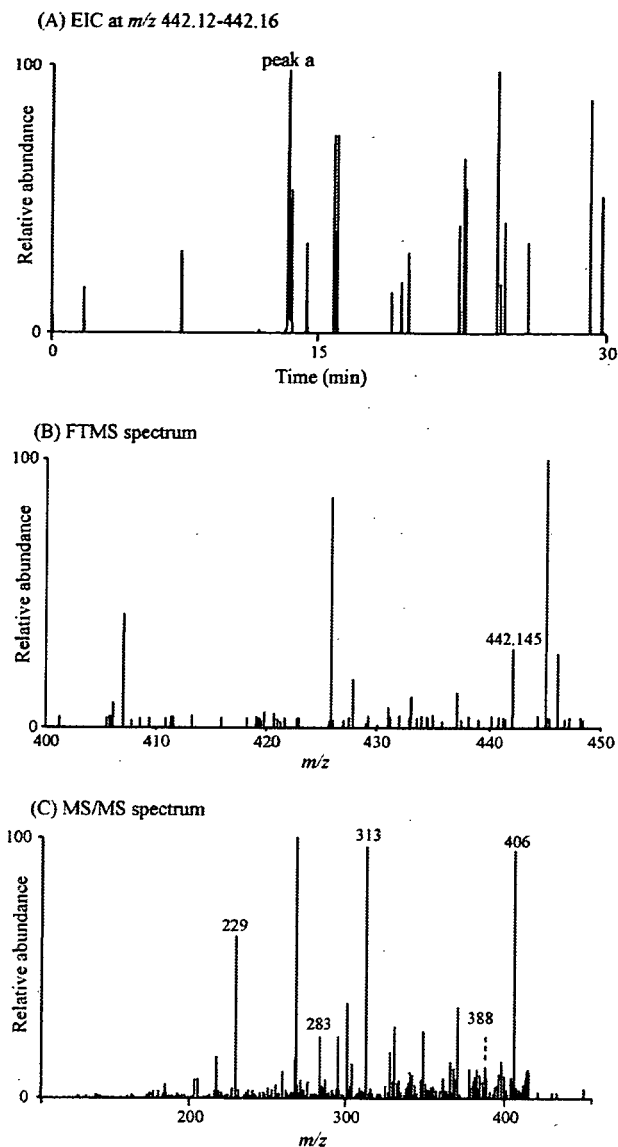 (A) EIC at m/z 442.12-442.16
100
peak a
Relative abundance
0
0
15
30
Time (min)
(B) FTMS spectrum
100
Relative abundance
442.145
0
400
410
420
430
440
450
m/z
(C) MS/MS spectrum
100
313
406
229
Relative abundance
283
388
0
200
300
400
m/z